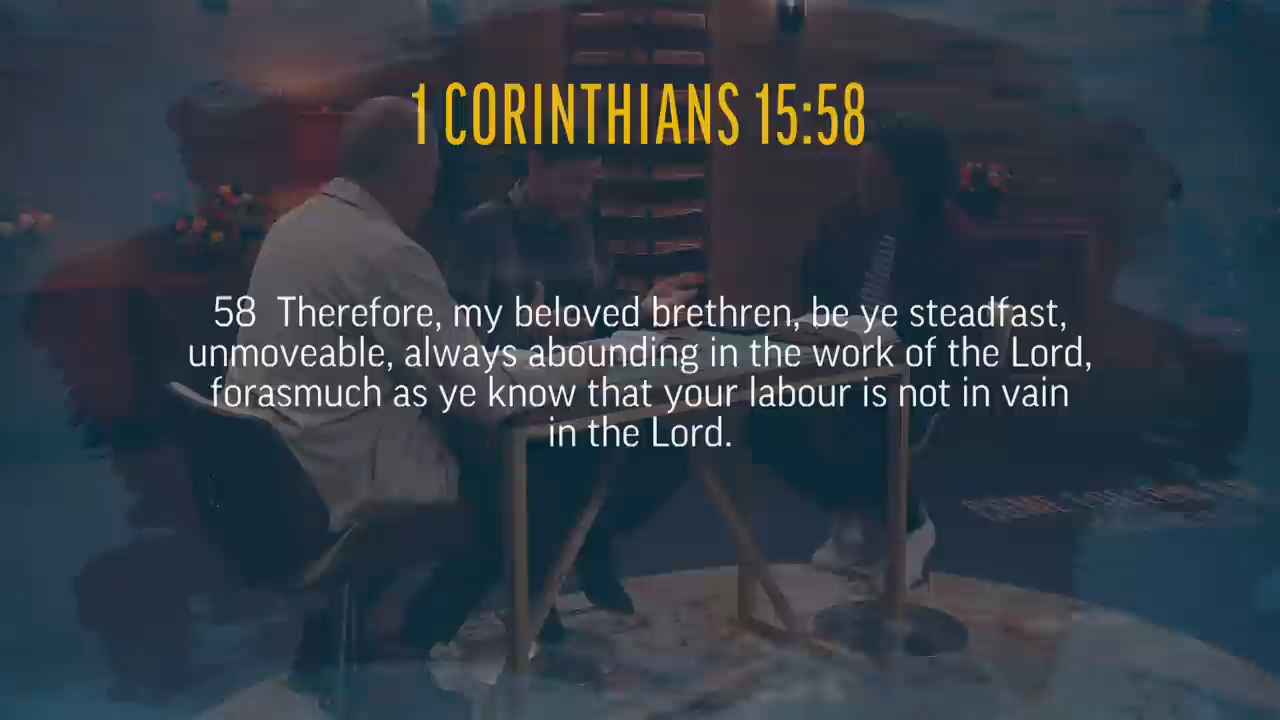 1 CORINTHIANS 15:58
58 Therefore, my beloved brethren, be ye steadfast,
unmoveable, always abounding in the work of the Lord,
forasmuch as ye know that your labour is not in vain
in the Lord.